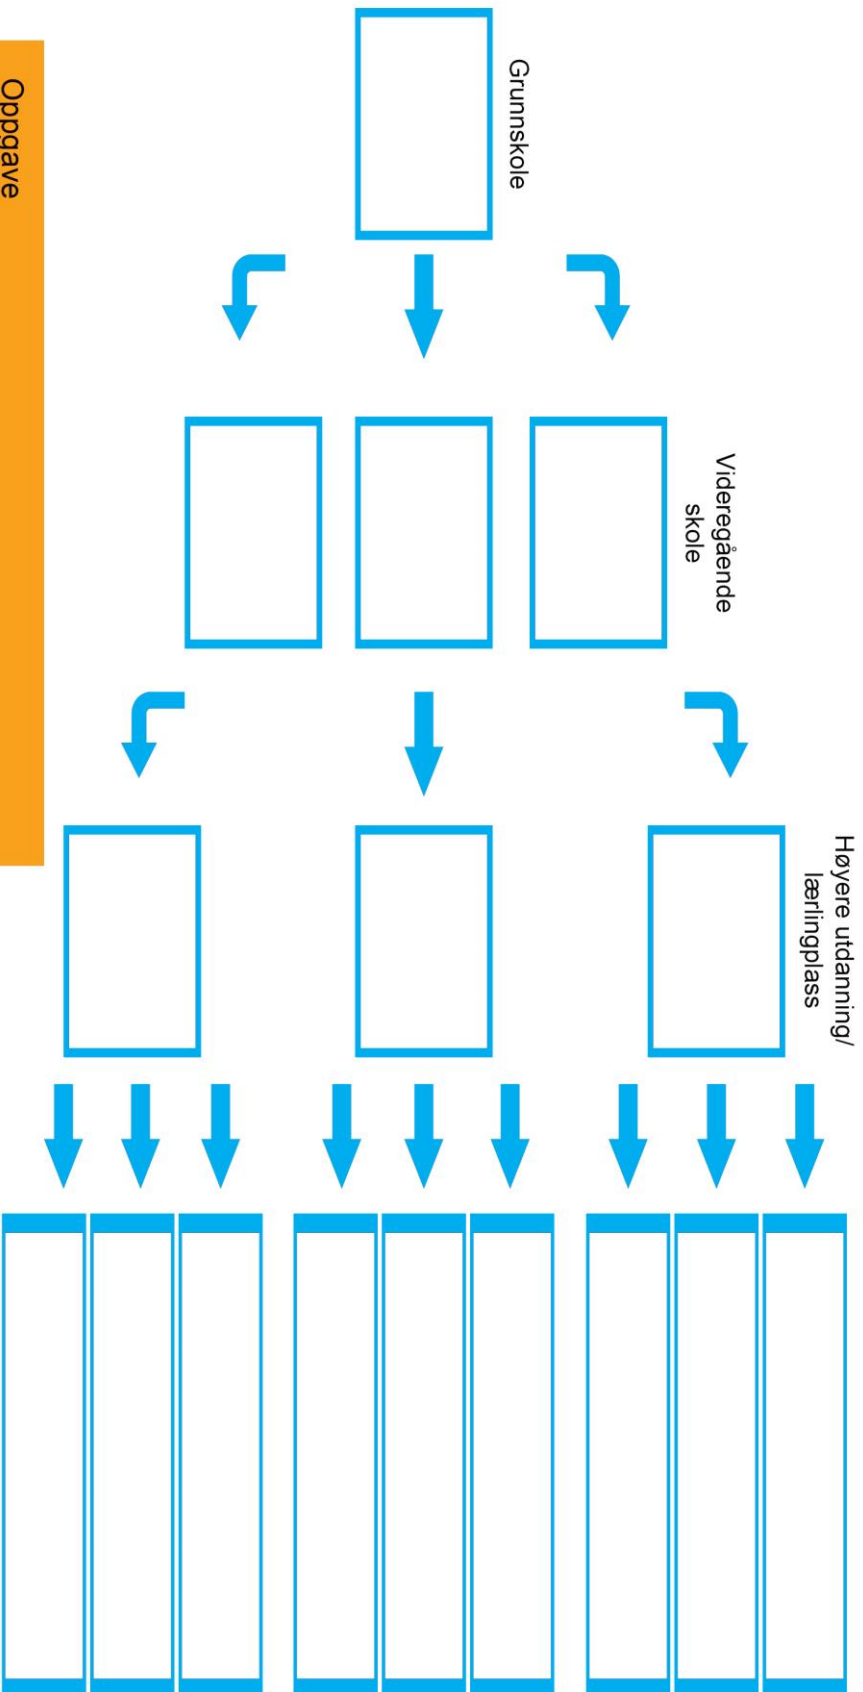 Grunnskole
Videregående
skole
Høyere utdanning/
lærlingplass
Oppgave